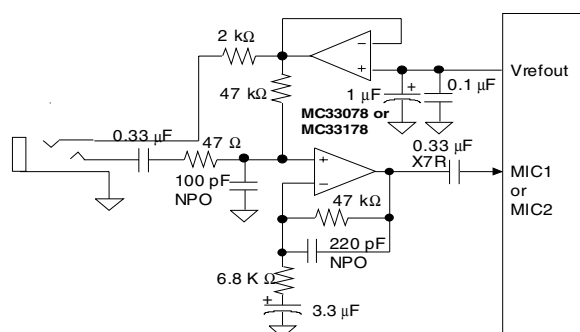 2 kΩ
−
+
Vrefout
47 kΩ
+
1 µF
0.1 µF
MC33078 or
MC33178
0.33 µF
47 Ω
+
−
0.33 µF
X7R
100 pF
NPO
MIC1
or
MIC2
47 kΩ
220 pF
NPO
6.8 K Ω
+
3.3 µF